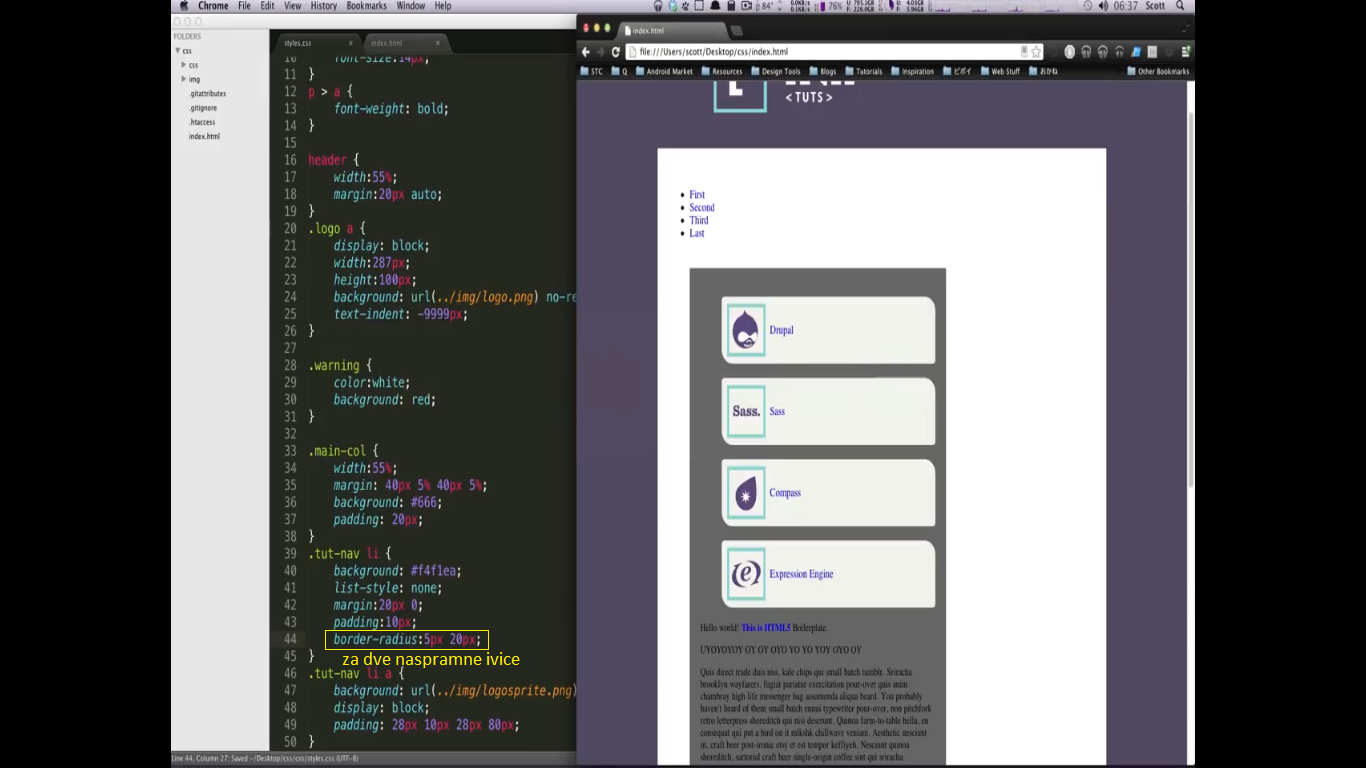 Chrome File Edit View History Bookmarks Window Help
84° 76% 06:37 Scott
FOLDERS
css
css
img
.gitattributes
.gitignore
.htaccess
index.html
styles.css index.html
10 font-size:14px;
11 }
12 p > a {
13 font-weight: bold;
14 }
15
16 header {
17 width:55%;
18 margin:20px auto;
19 }
20 .logo a {
21 display: block;
22 width:287px;
23 height:100px;
24 background: url(../img/logo.png) no-re
25 text-indent: -9999px;
26 }
27
28 .warning {
29 color:white;
30 background: red;
31 }
32
33 .main-col {
34 width:55%;
35 margin: 40px 5% 40px 5%;
36 background: #666;
37 padding: 20px;
38 }
39 .tut-nav li {
40 background: #f4f1ea;
41 list-style: none;
42 margin:20px 0;
43 padding:10px;
44 border-radius:5px 20px;
45 }
za dve naspramne ivice
46 .tut-nav li a {
47 background: url(../img/logosprite.png)
48 display: block;
49 padding: 28px 10px 28px 80px;
50 }
Line 44, Column 27; Saved ~/Desktop/css/css/styles.css (UTF-8)
index.html
file:///Users/scott/Desktop/css/index.html
STC Q Android Market Resources Design Tools Blogs Tutorials Inspiration ビボイ Web Stuff おかね Other Bookmarks
<TUTS>
First
Second
Third
Last
Drupal
Sass. Sass
Compass
(e) Expression Engine
Hello world! This is HTML5 Boilerplate.
UYOYOYOY OY OY OYO YO YO YOY OYO OY
Quis direct trade duis nisi, kale chips qui small batch tumblr. Sriracha
brooklyn wayfarers, fugiat pariatur exercitation pour-over quis anim
chambray high life messenger bag assumenda aliqua beard. You probably
haven't heard of them small batch ennui typewriter pour-over, non pitchfork
retro letterpress shoreditch qui nisi deserunt. Quinoa farm-to-table hella, eu
consequat qui put a bird on it mlkshk chillwave veniam. Aesthetic nesciunt
in, craft beer post-ironic etsy et est tempor keffiyeh. Nesciunt quinoa
shoreditch, sartorial craft beer single-origin coffee sint qui sriracha.